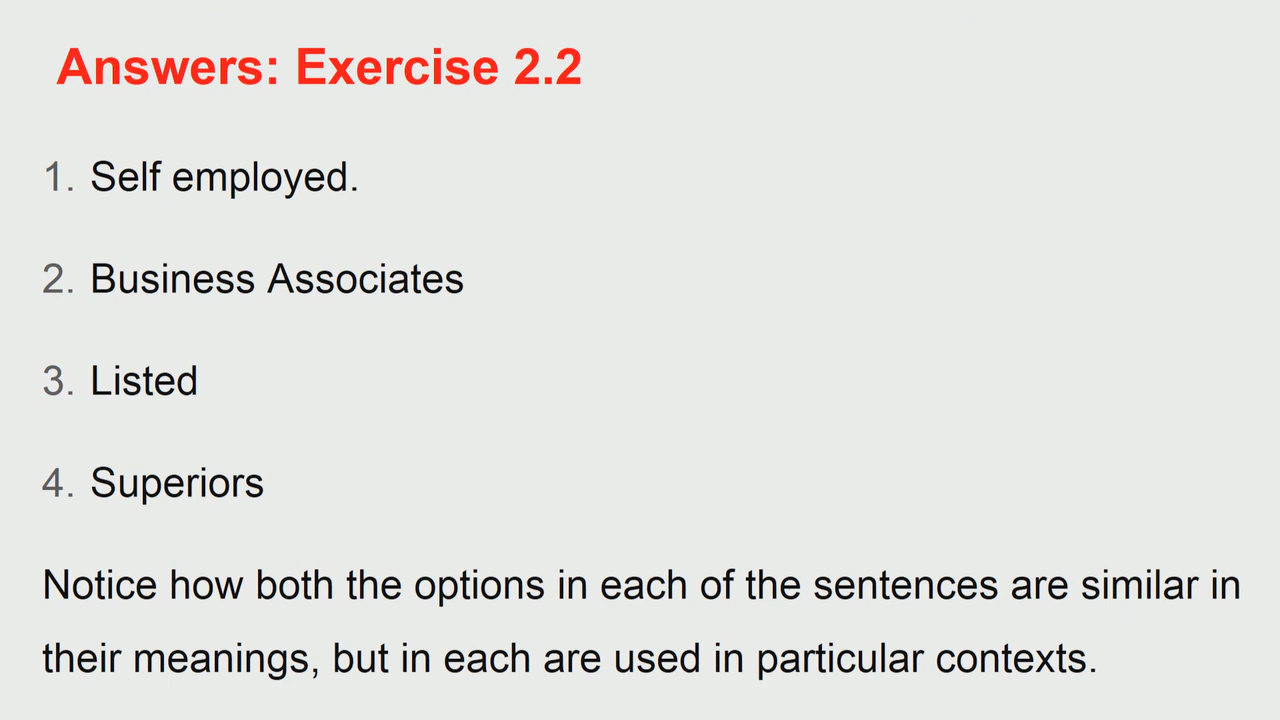 Answers: Exercise 2.2
1. Self employed.
2. Business Associates
3. Listed
4. Superiors
Notice how both the options in each of the sentences are similar in
their meanings, but in each are used in particular contexts.